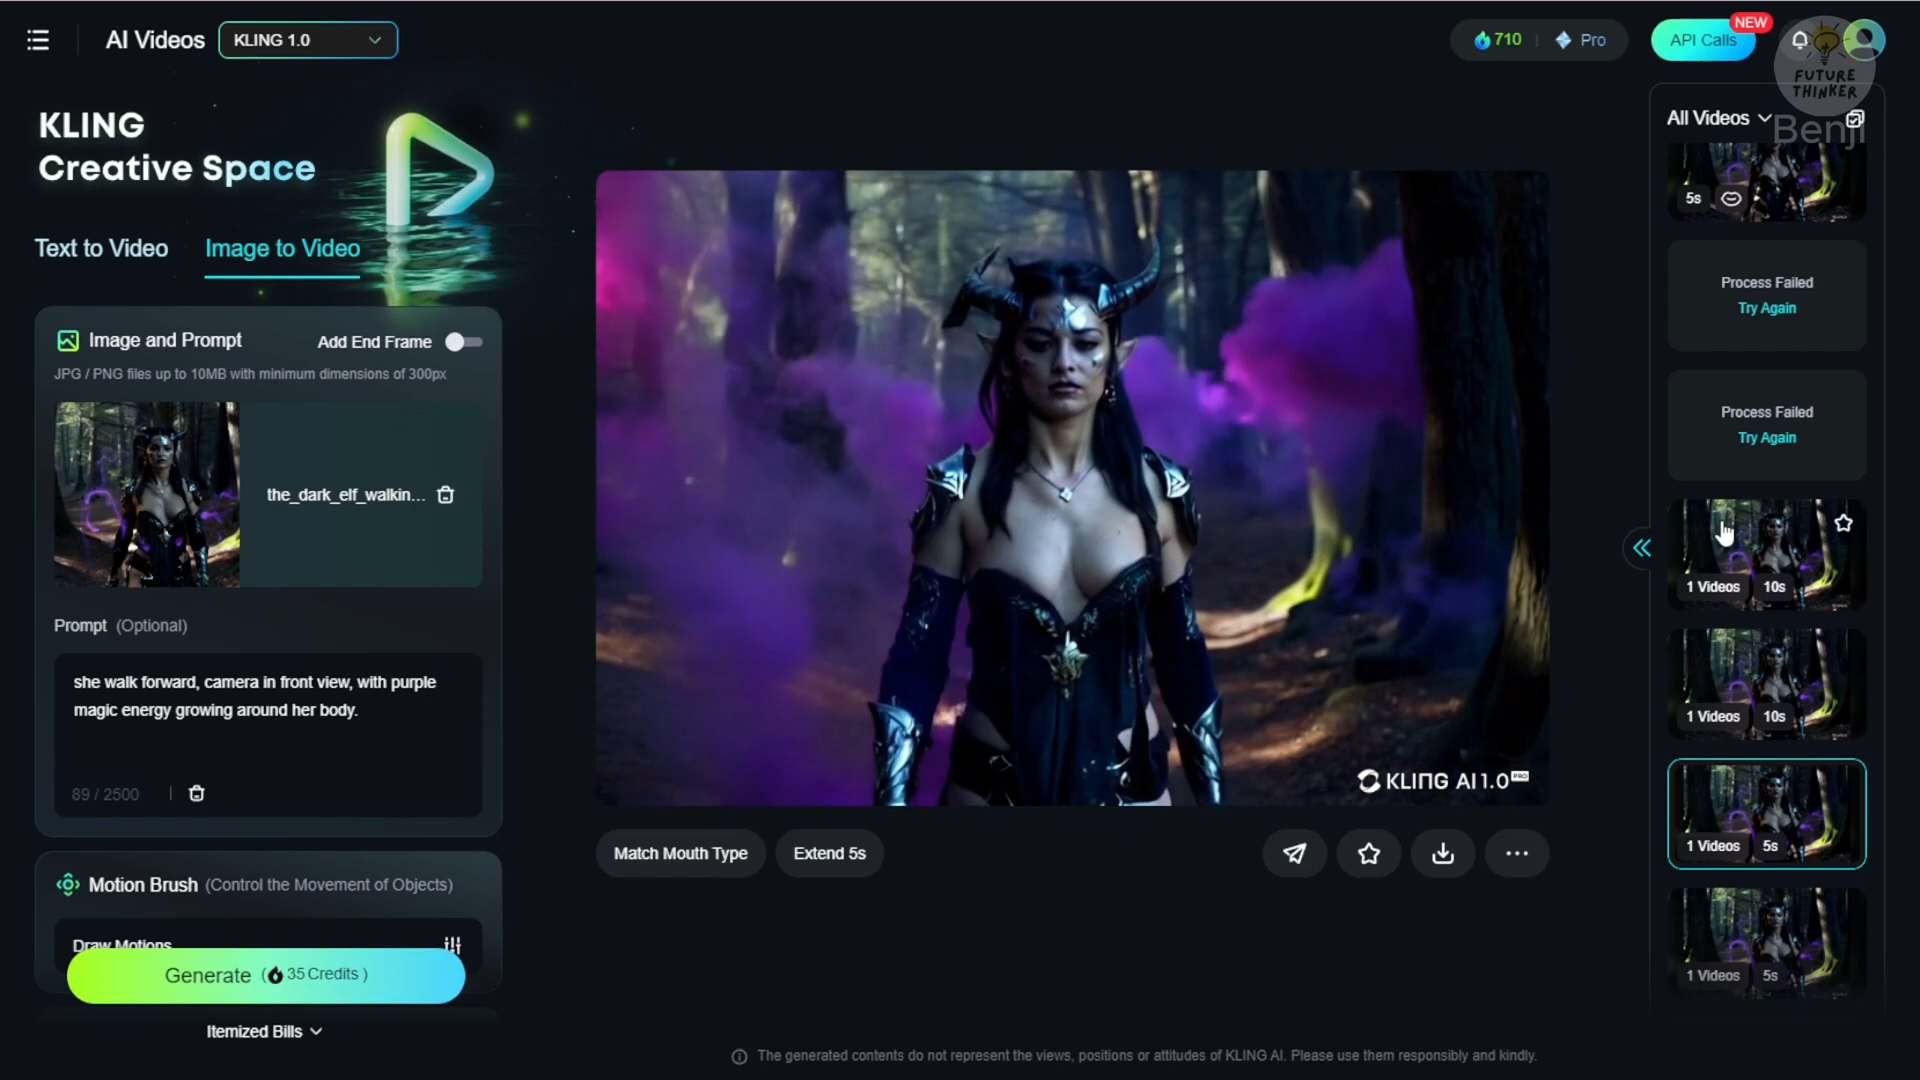 AI Videos
KLING 1.0
710
Pro
API Calls
NEW
FUTURE
THINKER
Benji
KLING
Creative Space
Text to Video
Image to Video
Image and Prompt
Add End Frame
JPG / PNG files up to 10MB with minimum dimensions of 300px
the_dark_elf_walkin...
Prompt (Optional)
she walk forward, camera in front view, with purple
magic energy growing around her body.
89 / 2500
Motion Brush (Control the Movement of Objects)
Draw Motions
Generate ( 35 Credits )
Itemized Bills
KLING AI 1.0 PRO
Match Mouth Type
Extend 5s
The generated contents do not represent the views, positions or attitudes of KLING AI. Please use them responsibly and kindly.
All Videos
5s
Process Failed
Try Again
Process Failed
Try Again
1 Videos 10s
1 Videos 10s
1 Videos 5s
1 Videos 5s